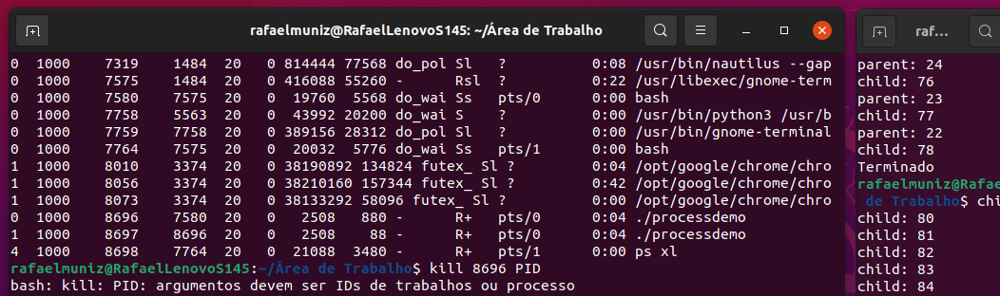 rafaelmuniz@RafaelLenovoS145: ~/Área de Trabalho
0 1000 7319 1484 20 0 814444 77568 do_pol Sl ? 0:08 /usr/bin/nautilus --gap
0 1000 7575 1484 20 0 416088 55260 - Rsl ? 0:22 /usr/libexec/gnome-term
0 1000 7580 7575 20 0 19760 5568 do_wai Ss pts/0 0:00 bash
0 1000 7758 5563 20 0 43992 20200 do_wai S ? 0:00 /usr/bin/python3 /usr/b
0 1000 7759 7758 20 0 389156 28312 do_pol Sl ? 0:00 /usr/bin/gnome-terminal
0 1000 7764 7575 20 0 20032 5776 do_wai Ss pts/1 0:00 bash
1 1000 8010 3374 20 0 38190892 134824 futex_ Sl ? 0:04 /opt/google/chrome/chro
1 1000 8056 3374 20 0 38210160 157344 futex_ Sl ? 0:42 /opt/google/chrome/chro
1 1000 8073 3374 20 0 38133292 58096 futex_ Sl ? 0:00 /opt/google/chrome/chro
0 1000 8696 7580 20 0 2508 880 - R+ pts/0 0:04 ./processdemo
1 1000 8697 8696 20 0 2508 88 - R+ pts/0 0:04 ./processdemo
4 1000 8698 7764 20 0 21088 3480 - R+ pts/1 0:00 ps xl
rafaelmuniz@RafaelLenovoS145:~/Área de Trabalho$ kill 8696 PID
bash: kill: PID: argumentos devem ser IDs de trabalhos ou processo
raf...
parent: 24
child: 76
parent: 23
child: 77
parent: 22
child: 78
Terminado
rafaelmuniz@Rafael
de Trabalho$ chi
child: 80
child: 81
child: 82
child: 83
child: 84